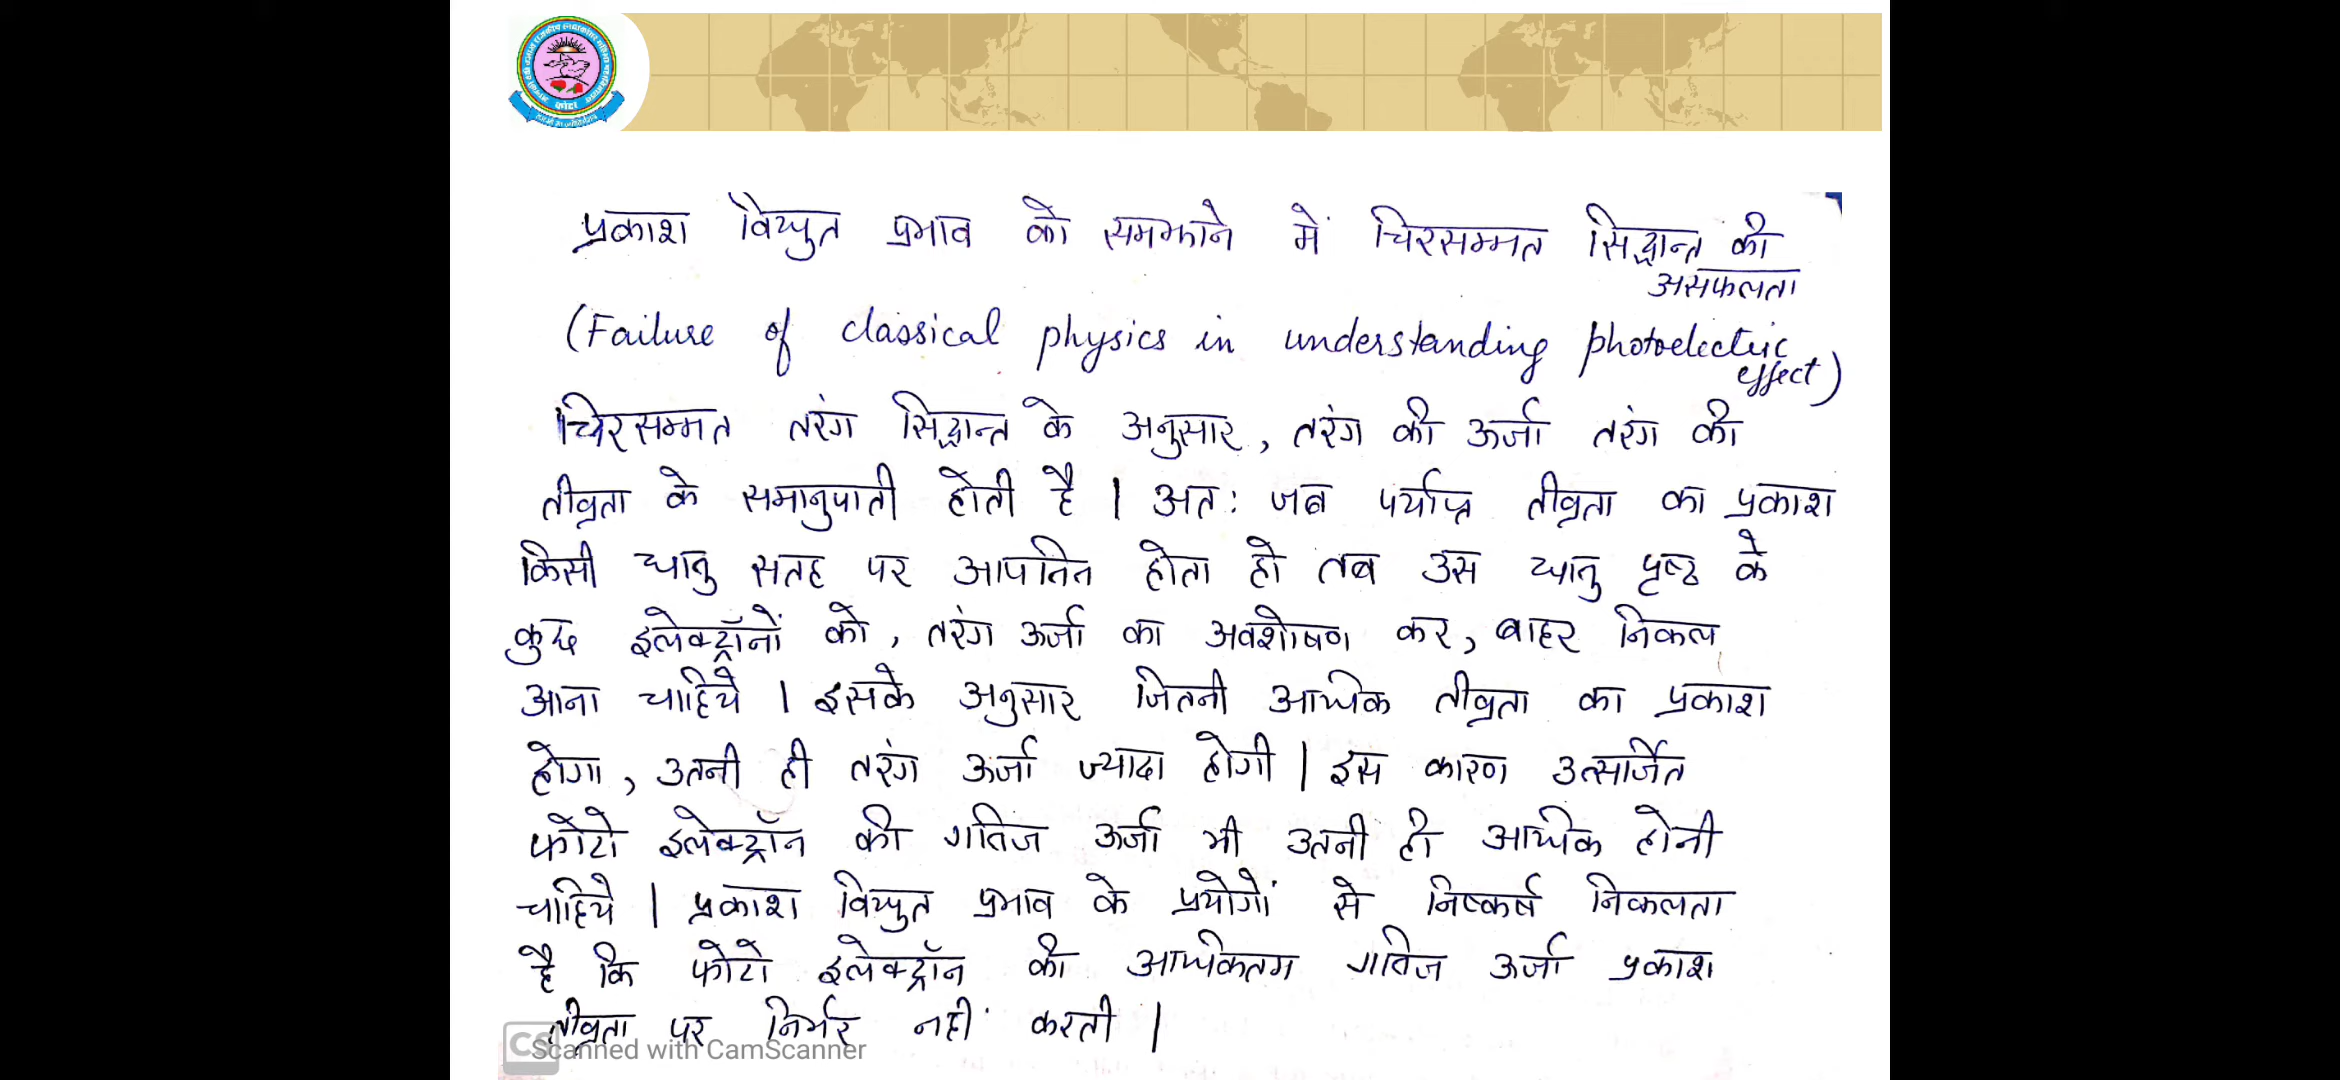 प्रकाश विद्युत प्रभाव को समझाने में चिरसम्मत सिद्धान्त की
असफलता
(Failure of classical physics in understanding photoelectric
effect)
चिरसम्मत तरंग सिद्धान्त के अनुसार, तरंग की ऊर्जा तरंग की
तीव्रता के समानुपाती होती है | अत: जब पर्याप्त तीव्रता का प्रकाश
किसी धातु सतह पर आपतित होता हो तब उस धातु पृष्ठ के
कुछ इलेक्ट्रॉनों को, तरंग ऊर्जा का अवशोषण कर, बाहर निकल
आना चाहिये | इसके अनुसार जितनी अधिक तीव्रता का प्रकाश
होगा, उतनी ही तरंग ऊर्जा ज्यादा होगी | इस कारण उत्सर्जित
फोटो इलेक्ट्रॉन की गतिज ऊर्जा भी उतनी ही अधिक होनी
चाहिये | प्रकाश विद्युत प्रभाव के प्रयोगों से निष्कर्ष निकलता
है कि फोटो इलेक्ट्रॉन की अधिकतम गतिज ऊर्जा प्रकाश
तीव्रता पर निर्भर नहीं करती |
CS Scanned with CamScanner